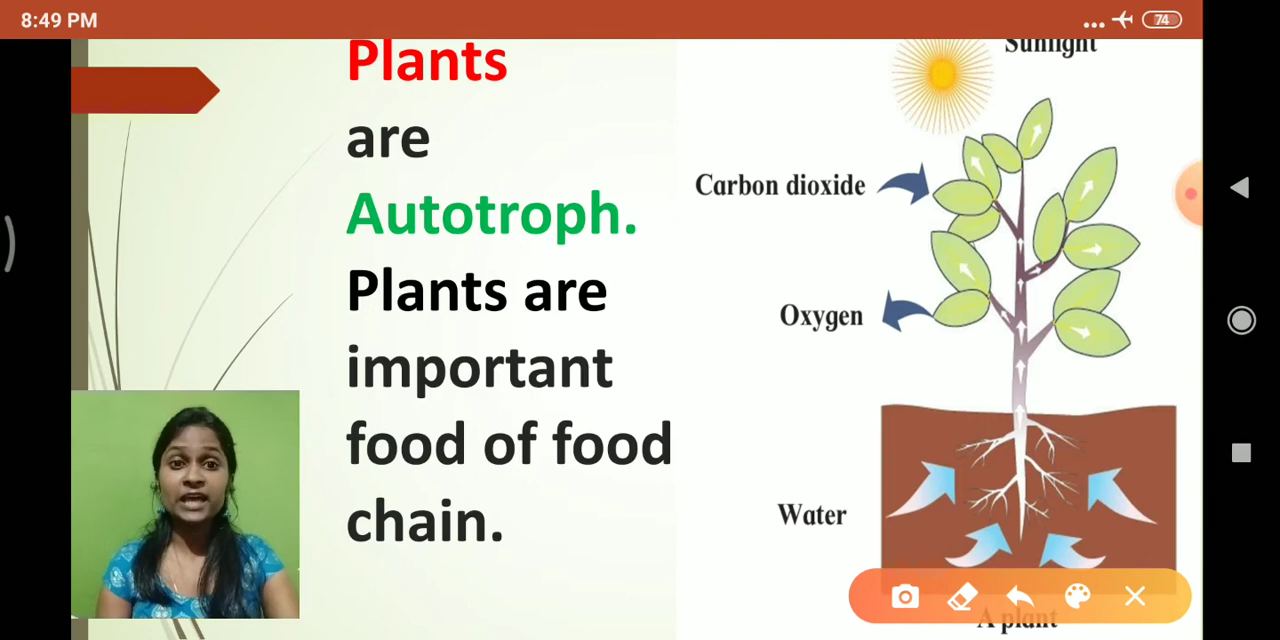 8:49 PM
74
Plants
are
Autotroph.
Plants are
important
food of food
chain.
Sunlight
Carbon dioxide
Oxygen
Water
A plant